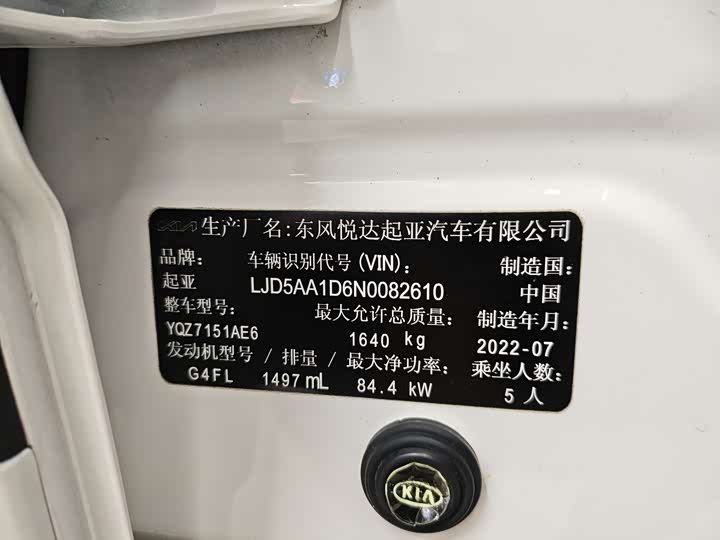 KIA 生产厂名:东风悦达起亚汽车有限公司
品牌: 车辆识别代号(VIN): 制造国:
起亚 LJD5AA1D6N0082610 中国
整车型号: 最大允许总质量: 制造年月:
YQZ7151AE6 1640 kg 2022-07
发动机型号 / 排量 / 最大净功率: 乘坐人数:
G4FL 1497 mL 84.4 kW 5 人
KIA